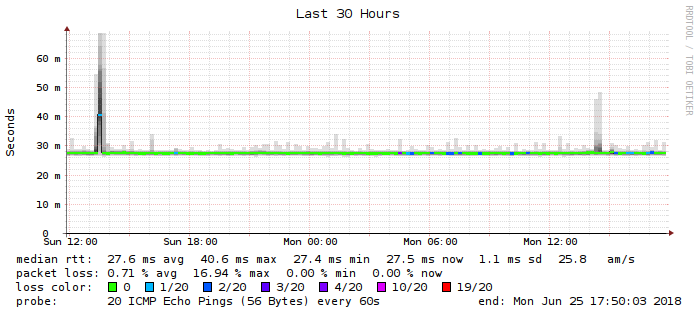 Last 30 Hours
RRDTOOL / TOBI OETIKER
Seconds
60 m
50 m
40 m
30 m
20 m
10 m
0
Sun 12:00 Sun 18:00 Mon 00:00 Mon 06:00 Mon 12:00
median rtt: 27.6 ms avg 40.6 ms max 27.4 ms min 27.5 ms now 1.1 ms sd 25.8 am/s
packet loss: 0.71 % avg 16.94 % max 0.00 % min 0.00 % now
loss color: 0 1/20 2/20 3/20 4/20 10/20 19/20
probe: 20 ICMP Echo Pings (56 Bytes) every 60s end: Mon Jun 25 17:50:03 2018